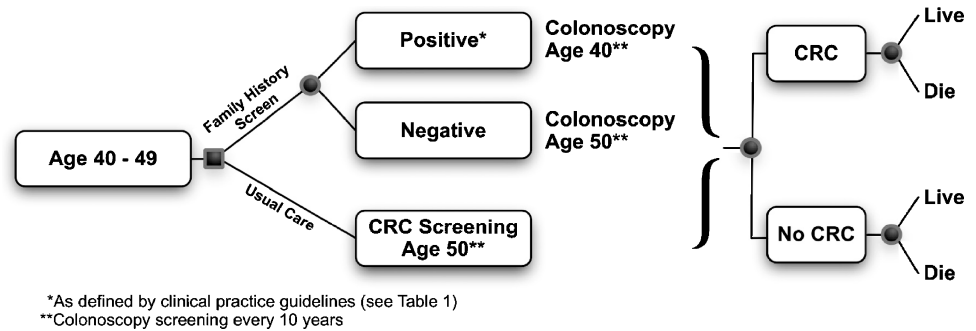 Age 40 - 49
Family History
Screen
Usual Care
Positive*
Colonoscopy
Age 40**
Negative
Colonoscopy
Age 50**
CRC Screening
Age 50**
CRC
Live
Die
No CRC
Live
Die
*As defined by clinical practice guidelines (see Table 1)
**Colonoscopy screening every 10 years